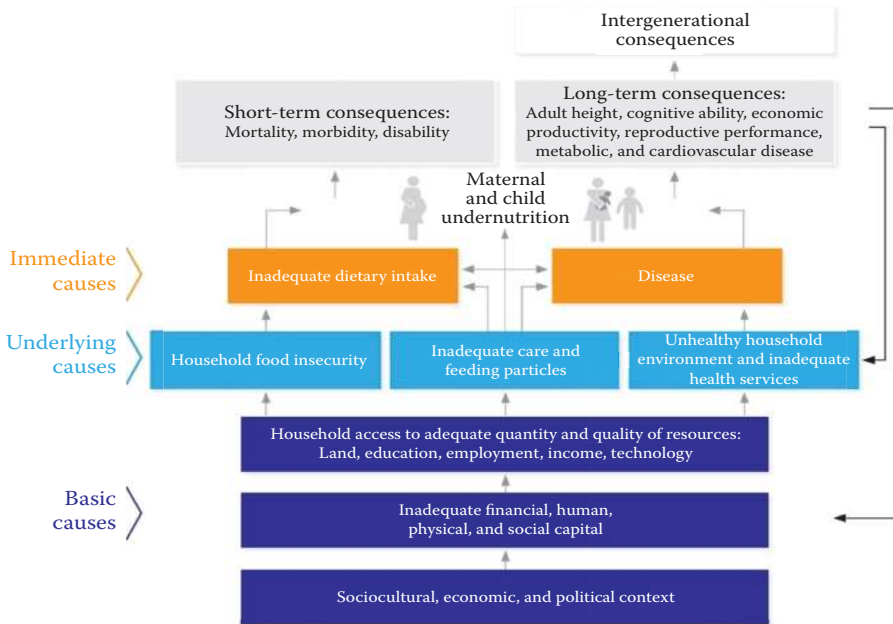 Intergenerational
consequences
Short-term consequences:
Mortality, morbidity, disability
Long-term consequences:
Adult height, cognitive ability, economic
productivity, reproductive performance,
metabolic, and cardiovascular disease
Maternal
and child
undernutrition
Immediate
causes
Inadequate dietary intake
Disease
Underlying
causes
Household food insecurity
Inadequate care and
feeding particles
Unhealthy household
environment and inadequate
health services
Household access to adequate quantity and quality of resources:
Land, education, employment, income, technology
Basic
causes
Inadequate financial, human,
physical, and social capital
Sociocultural, economic, and political context